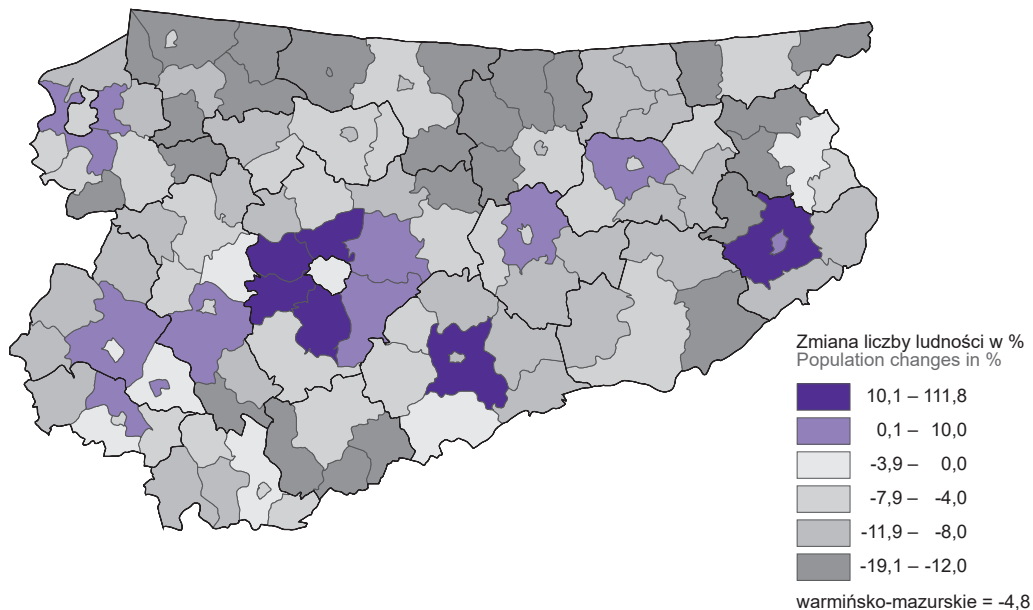 Zmiana liczby ludności w %
Population changes in %
10,1 – 111,8
0,1 – 10,0
-3,9 – 0,0
-7,9 – -4,0
-11,9 – -8,0
-19,1 – -12,0
warmińsko-mazurskie = -4,8